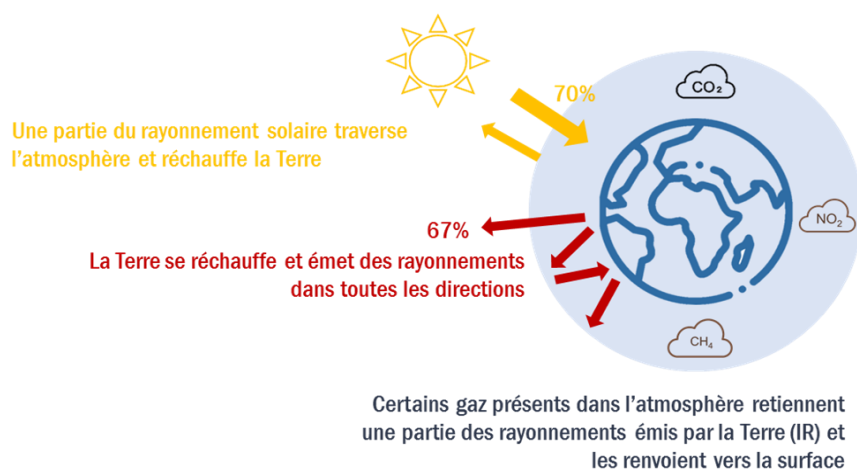 CO₂
70%
Une partie du rayonnement solaire traverse
l’atmosphère et réchauffe la Terre
NO₂
67%
La Terre se réchauffe et émet des rayonnements
dans toutes les directions
CH₄
Certains gaz présents dans l’atmosphère retiennent
une partie des rayonnements émis par la Terre (IR) et
les renvoient vers la surface